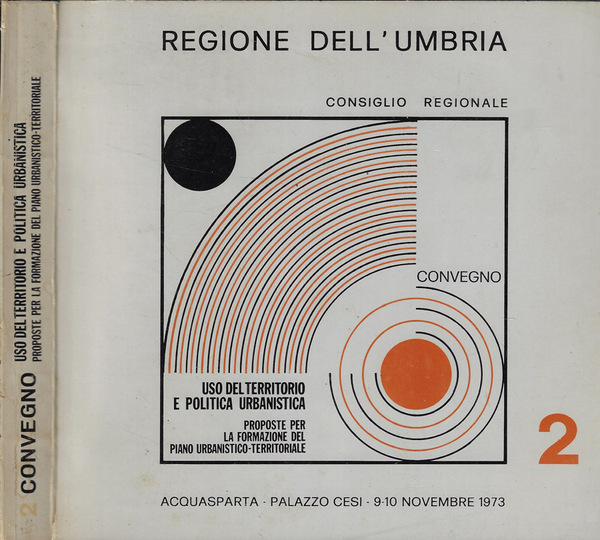 REGIONE DELL'UMBRIA
CONSIGLIO REGIONALE
CONVEGNO
USO DEL TERRITORIO
E POLITICA URBANISTICA
PROPOSTE PER
LA FORMAZIONE DEL
PIANO URBANISTICO-TERRITORIALE
2
ACQUASPARTA · PALAZZO CESI · 9-10 NOVEMBRE 1973
2 CONVEGNO
USO DEL TERRITORIO E POLITICA URBANISTICA
PROPOSTE PER LA FORMAZIONE DEL PIANO URBANISTICO-TERRITORIALE